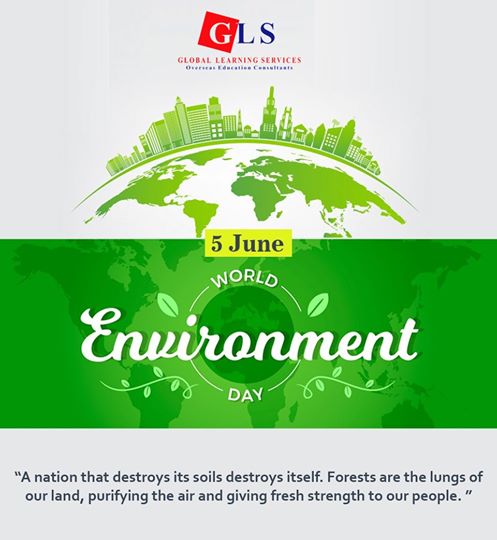 GLS
GLOBAL LEARNING SERVICES
Overseas Education Consultants
5 June
WORLD
Environment
DAY
“A nation that destroys its soils destroys itself. Forests are the lungs of
our land, purifying the air and giving fresh strength to our people. ”